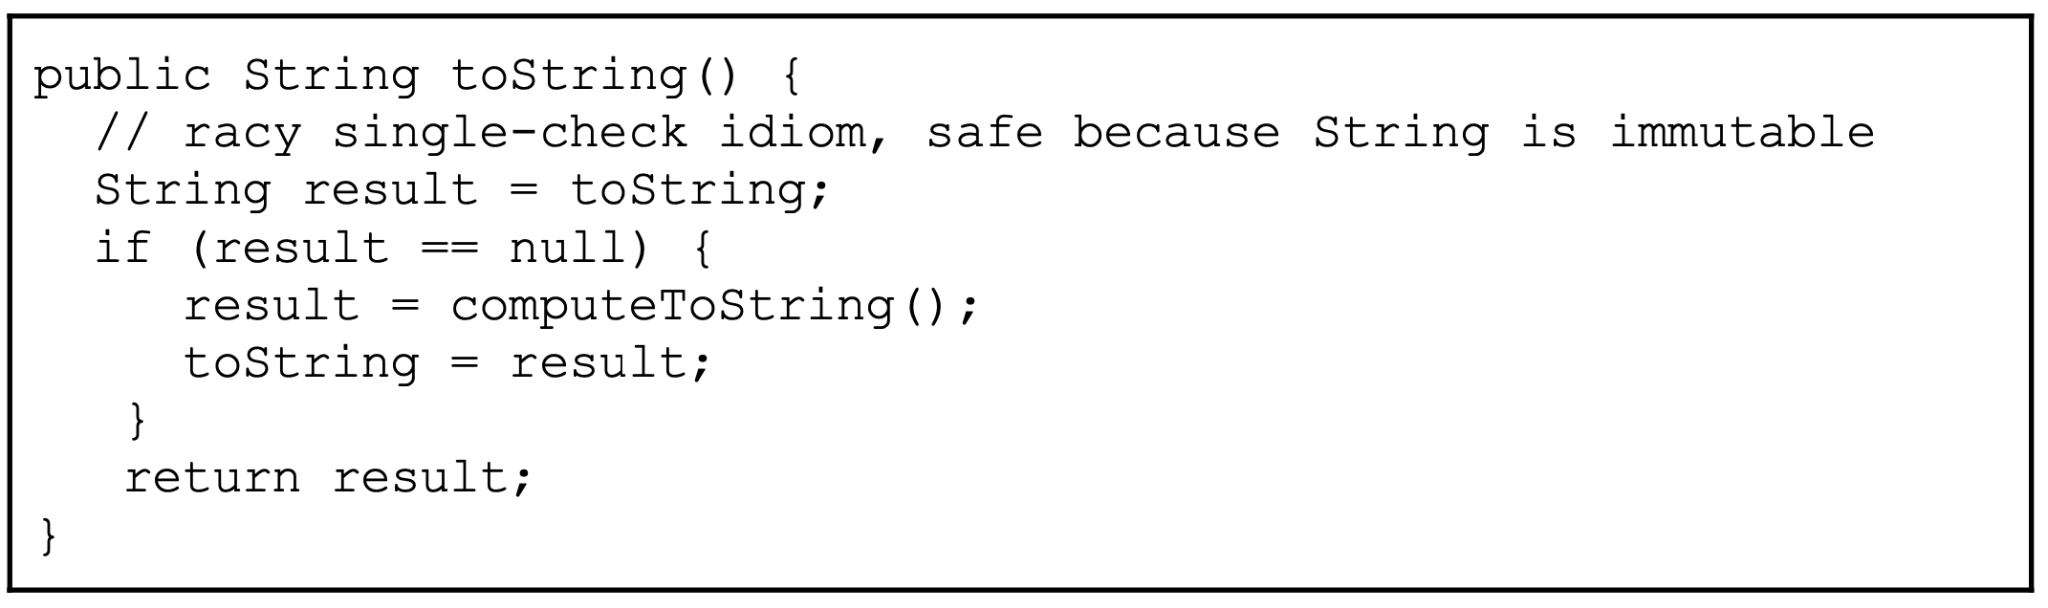 public String toString() {
// racy single-check idiom, safe because String is immutable
String result = toString;
if (result == null) {
result = computeToString();
toString = result;
}
return result;
}